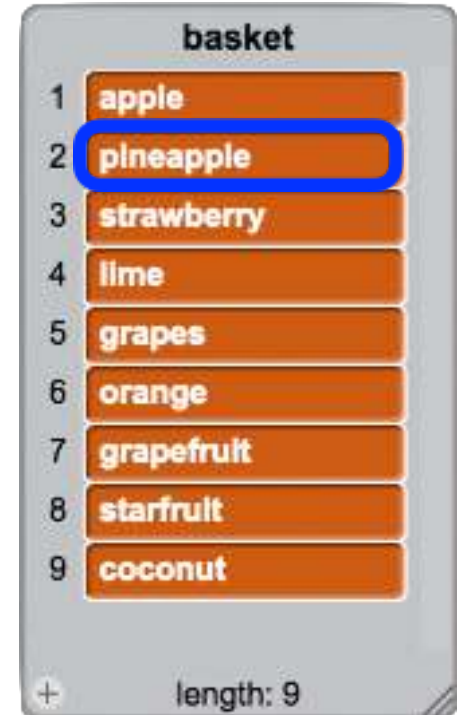 basket
1 apple
2 pineapple
3 strawberry
4 lime
5 grapes
6 orange
7 grapefruit
8 starfruit
9 coconut
+ length: 9